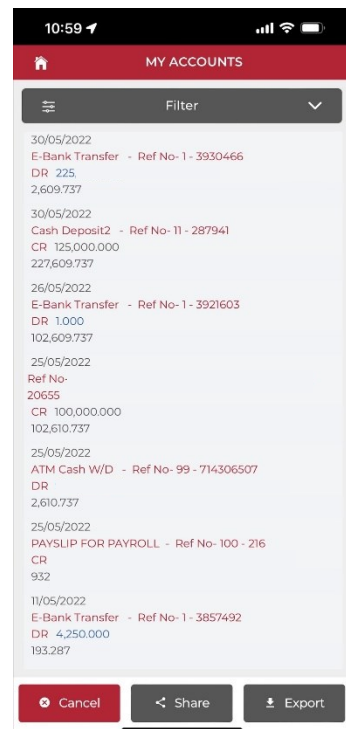 10:59
MY ACCOUNTS
Filter
30/05/2022
E-Bank Transfer - Ref No- 1 - 3930466
DR 225.
2,609.737
30/05/2022
Cash Deposit2 - Ref No- 11 - 287941
CR 125,000.000
227,609.737
26/05/2022
E-Bank Transfer - Ref No- 1 - 3921603
DR 1.000
102,609.737
25/05/2022
Ref No-
20655
CR 100,000.000
102,610.737
25/05/2022
ATM Cash W/D - Ref No- 99 - 714306507
DR
2,610.737
25/05/2022
PAYSLIP FOR PAYROLL - Ref No- 100 - 216
CR
932
11/05/2022
E-Bank Transfer - Ref No- 1 - 3857492
DR 4,250.000
193.287
Cancel
Share
Export